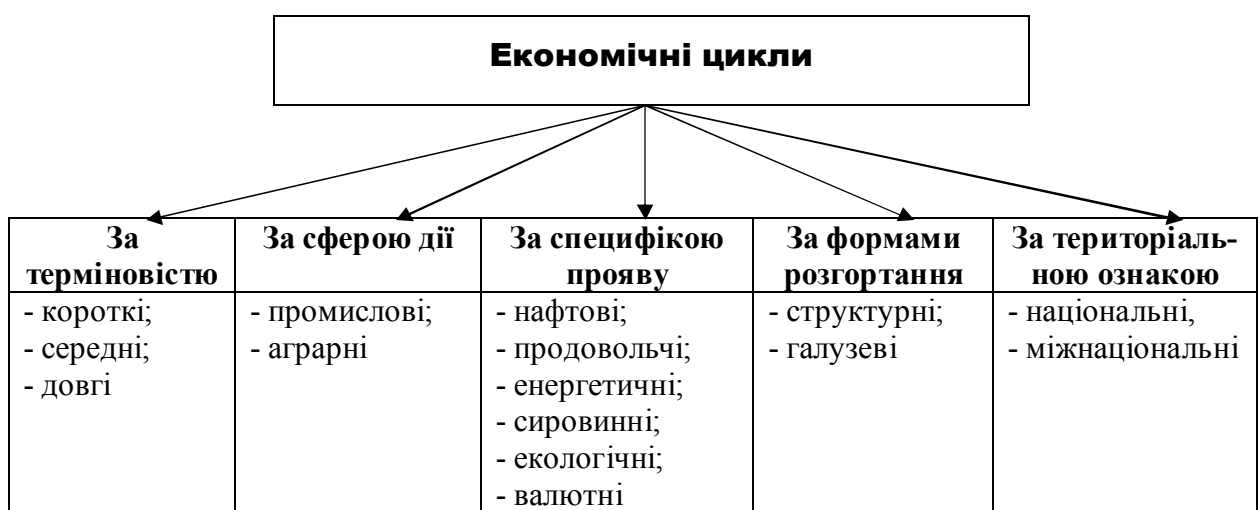 Економічні цикли
За
терміновістю
- короткі;
- середні;
- довгі
За сферою дії
- промислові;
- аграрні
За специфікою
прояву
- нафтові;
- продовольчі;
- енергетичні;
- сировинні;
- екологічні;
- валютні
За формами
розгортання
- структурні;
- галузеві
За територіаль-
ною ознакою
- національні,
- міжнаціональні